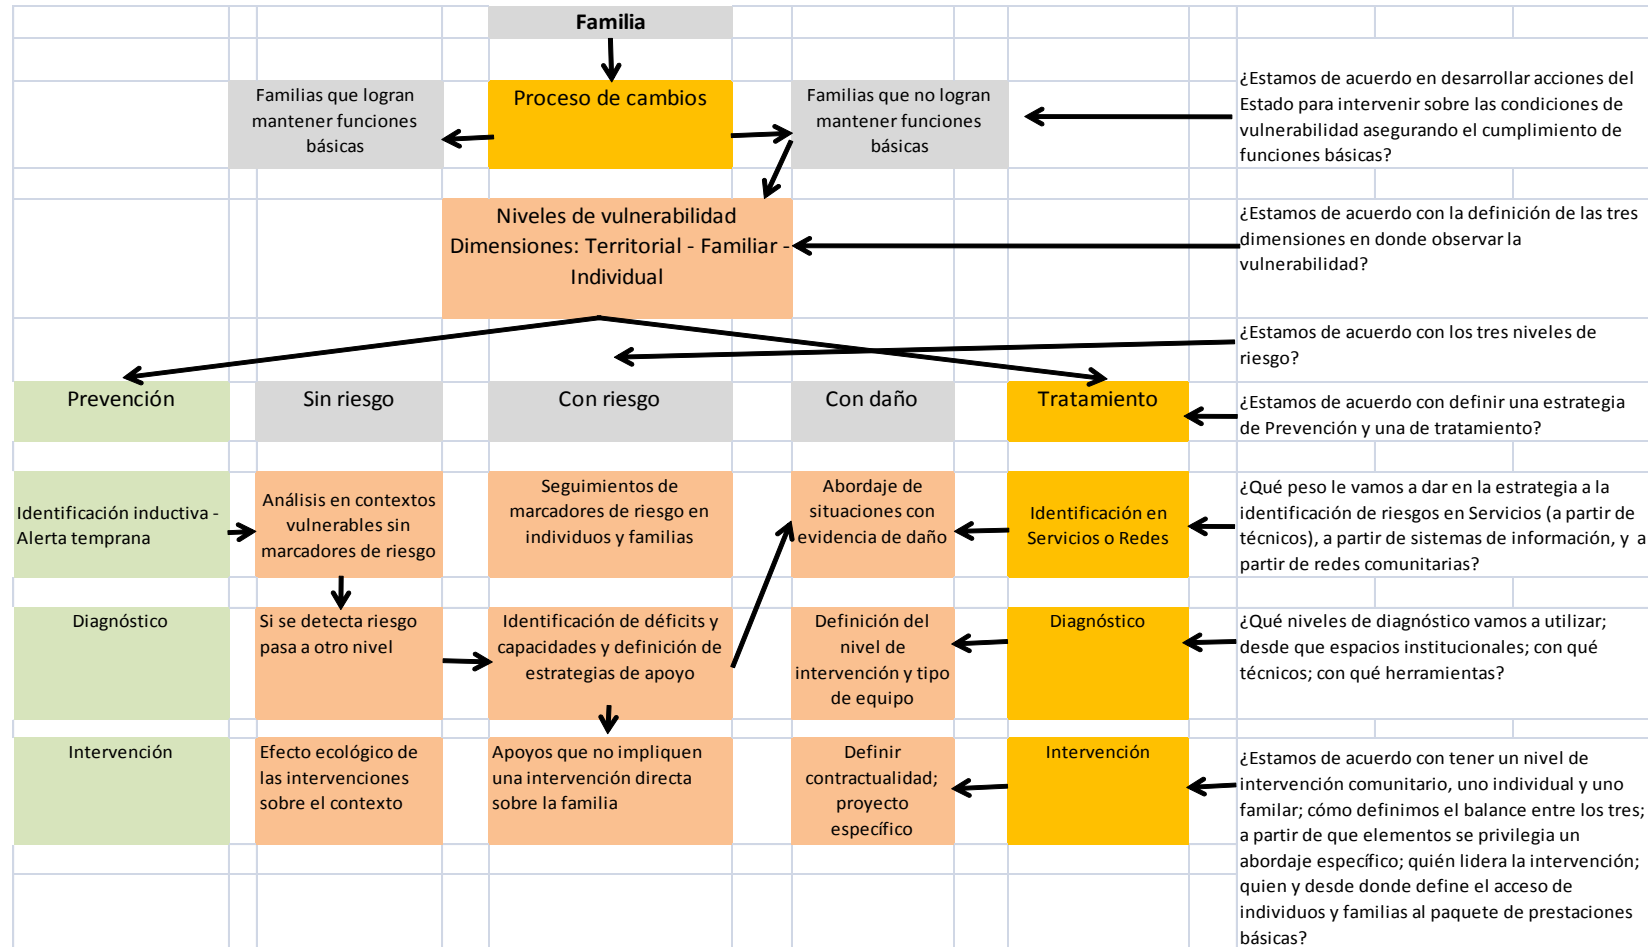 Familia
Familias que logran
mantener funciones
básicas
Proceso de cambios
Familias que no logran
mantener funciones
básicas
¿Estamos de acuerdo en desarrollar acciones del
Estado para intervenir sobre las condiciones de
vulnerabilidad asegurando el cumplimiento de
funciones básicas?
Niveles de vulnerabilidad
Dimensiones: Territorial - Familiar -
Individual
¿Estamos de acuerdo con la definición de las tres
dimensiones en donde observar la
vulnerabilidad?
¿Estamos de acuerdo con los tres niveles de
riesgo?
Prevención
Sin riesgo
Con riesgo
Con daño
Tratamiento
¿Estamos de acuerdo con definir una estrategia
de Prevención y una de tratamiento?
Identificación inductiva -
Alerta temprana
Análisis en contextos
vulnerables sin
marcadores de riesgo
Seguimientos de
marcadores de riesgo en
individuos y familias
Abordaje de
situaciones con
evidencia de daño
Identificación en
Servicios o Redes
¿Qué peso le vamos a dar en la estrategia a la
identificación de riesgos en Servicios (a partir de
técnicos), a partir de sistemas de información, y a
partir de redes comunitarias?
Diagnóstico
Si se detecta riesgo
pasa a otro nivel
Identificación de déficits y
capacidades y definición de
estrategias de apoyo
Definición del
nivel de
intervención y tipo
de equipo
Diagnóstico
¿Qué niveles de diagnóstico vamos a utilizar;
desde que espacios institucionales; con qué
técnicos; con qué herramientas?
Intervención
Efecto ecológico de
las intervenciones
sobre el contexto
Apoyos que no impliquen
una intervención directa
sobre la familia
Definir
contractualidad;
proyecto
específico
Intervención
¿Estamos de acuerdo con tener un nivel de
intervención comunitario, uno individual y uno
familar; cómo definimos el balance entre los tres;
a partir de que elementos se privilegia un
abordaje específico; quién lidera la intervención;
quien y desde donde define el acceso de
individuos y familias al paquete de prestaciones
básicas?